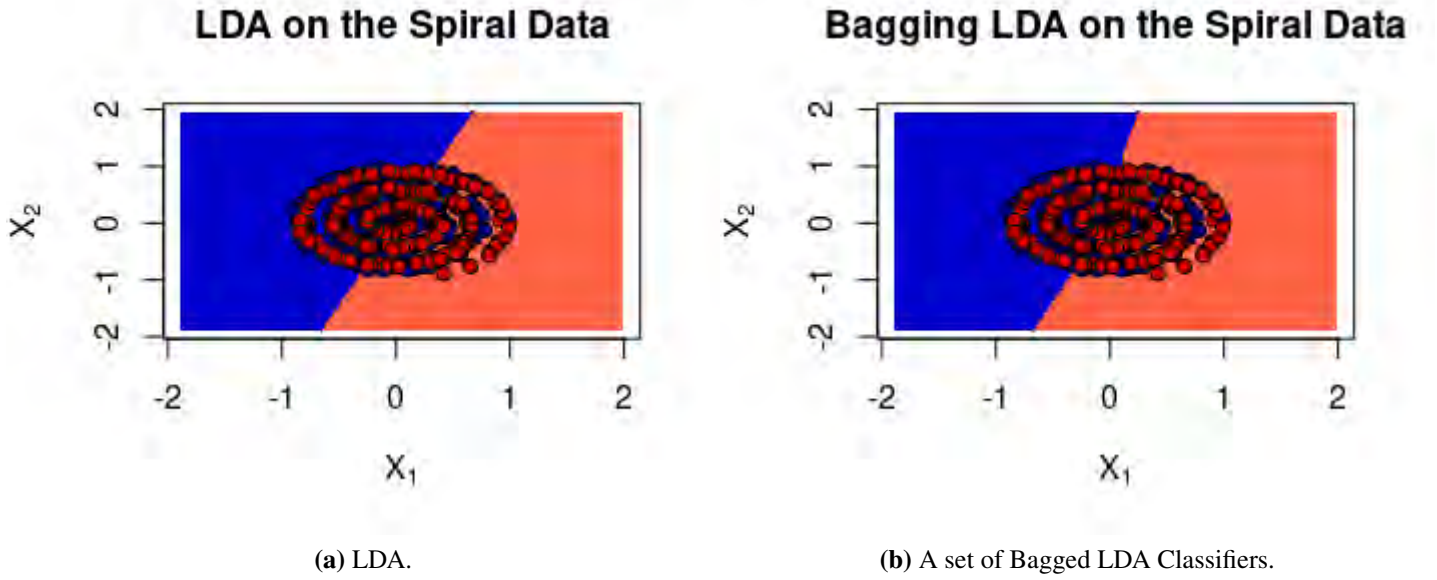 LDA on the Spiral Data
2
1
0
-1
-2
X₂
-2 -1 0 1 2
X₁
(a) LDA.
Bagging LDA on the Spiral Data
2
1
0
-1
-2
X₂
-2 -1 0 1 2
X₁
(b) A set of Bagged LDA Classifiers.